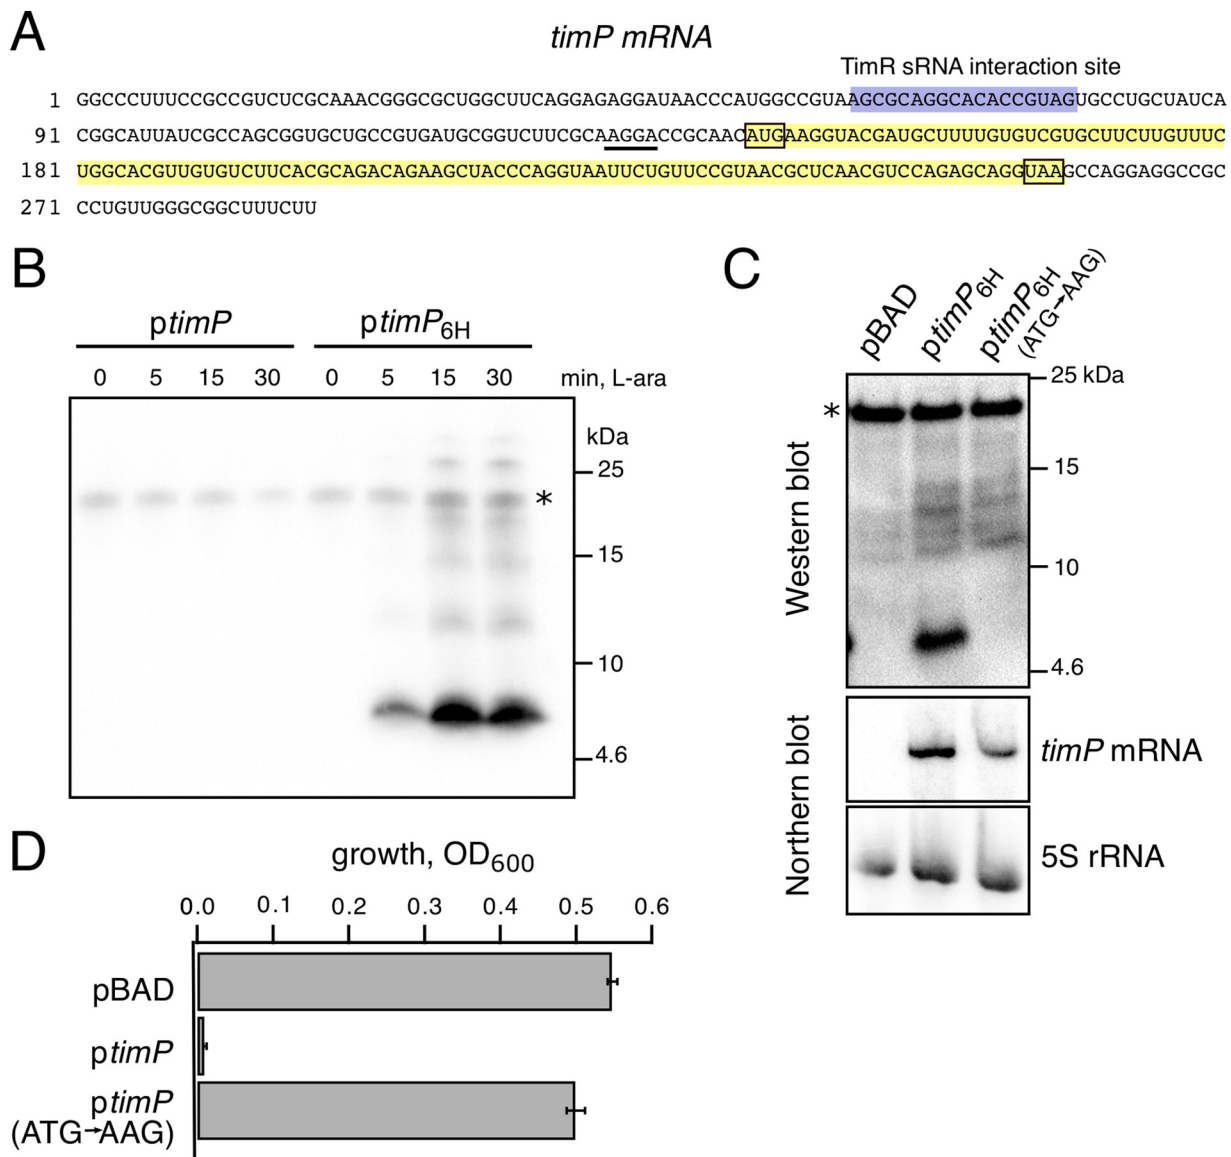 A
timP mRNA
TimR sRNA interaction site
1 GGCCCUUUCCGCCGUCUCGCAAACGGGCGCUGGCUUCAGGAGAGGAUAACCCAUGGCCGUAAGCGCAGGCACACCGUAGUGCCUGCUAUCA
91 CGGCAUUAUCGCCAGCGGUGCUGCCGUGAUGCGGUCUUCGCAAGGACCGCAACAUGAAGGUACGAUGCUUUUGUGUCGUGCUUCUUGUUUC
181 UGGCACGUUGUGUCUUCACGCAGACAGAAGCUACCCAGGUAAUUCUGUUCCGUAACGCUCAACGUCCAGAGCAGGUAAGCCAGGAGGCCGC
271 CCUGUUGGGCGGCUUUCUU
B
ptimP ptimP6H
0 5 15 30 0 5 15 30 min, L-ara
kDa
25
*
15
10
4.6
C
pBAD
ptimP6H
ptimP6H
(ATG→AAG)
25 kDa
*
15
10
4.6
Western blot
Northern blot
timP mRNA
5S rRNA
D
growth, OD600
0.0 0.1 0.2 0.3 0.4 0.5 0.6
pBAD
ptimP
ptimP
(ATG→AAG)